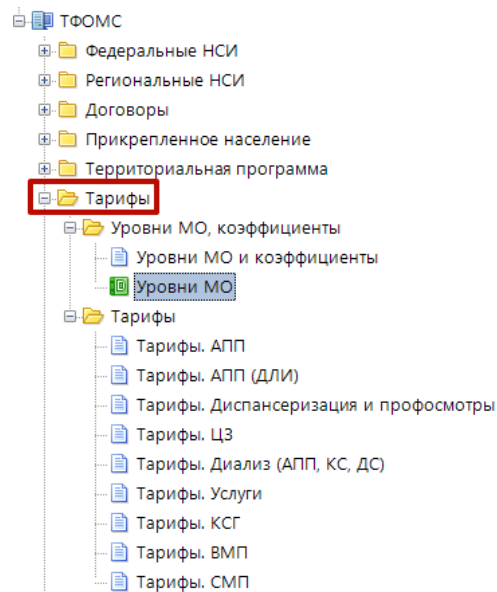 ТФОМС
Федеральные НСИ
Региональные НСИ
Договоры
Прикрепленное население
Территориальная программа
Тарифы
Уровни МО, коэффициенты
Уровни МО и коэффициенты
Уровни МО
Тарифы
Тарифы. АПП
Тарифы. АПП (ДЛИ)
Тарифы. Диспансеризация и профосмотры
Тарифы. ЦЗ
Тарифы. Диализ (АПП, КС, ДС)
Тарифы. Услуги
Тарифы. КСГ
Тарифы. ВМП
Тарифы. СМП